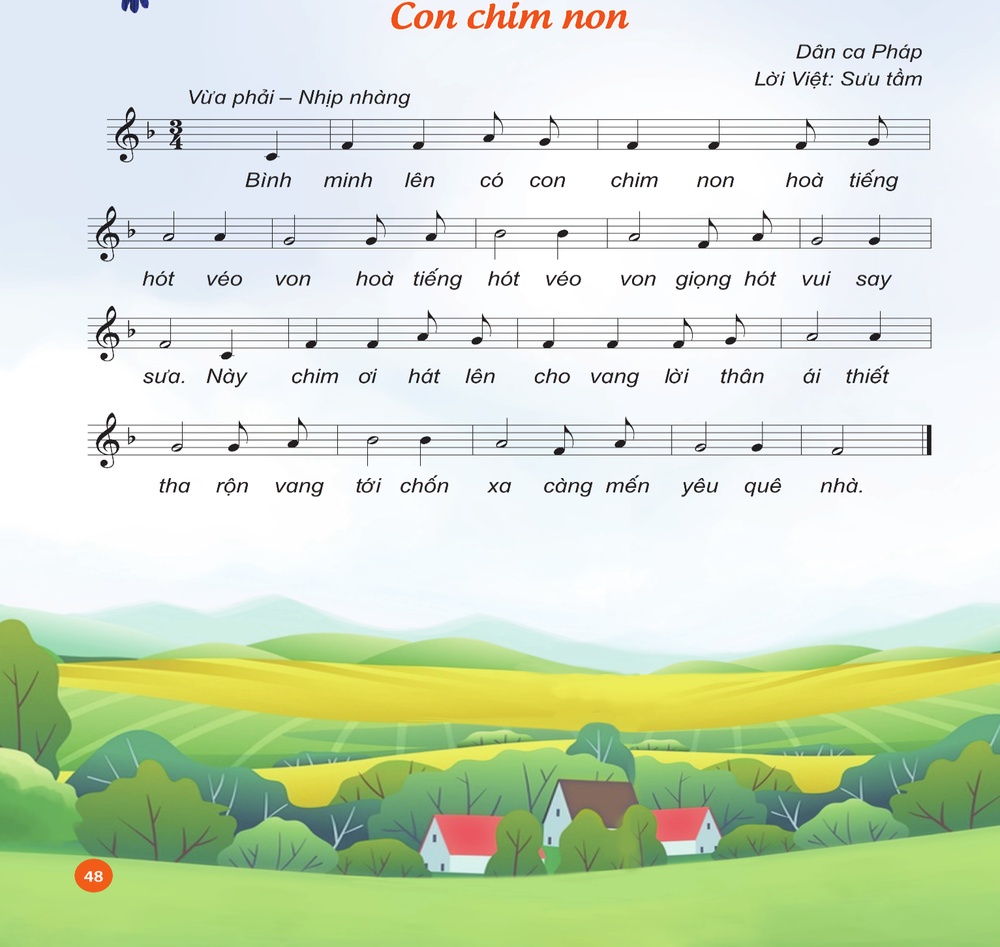 Con chim non
Dân ca Pháp
Lời Việt: Sưu tầm
Vừa phải – Nhịp nhàng
3
4
Bình minh lên có con chim non hoà tiếng
hót véo von hoà tiếng hót véo von giọng hót vui say
sưa. Này chim ơi hát lên cho vang lời thân ái thiết
tha rộn vang tới chốn xa càng mến yêu quê nhà.
48